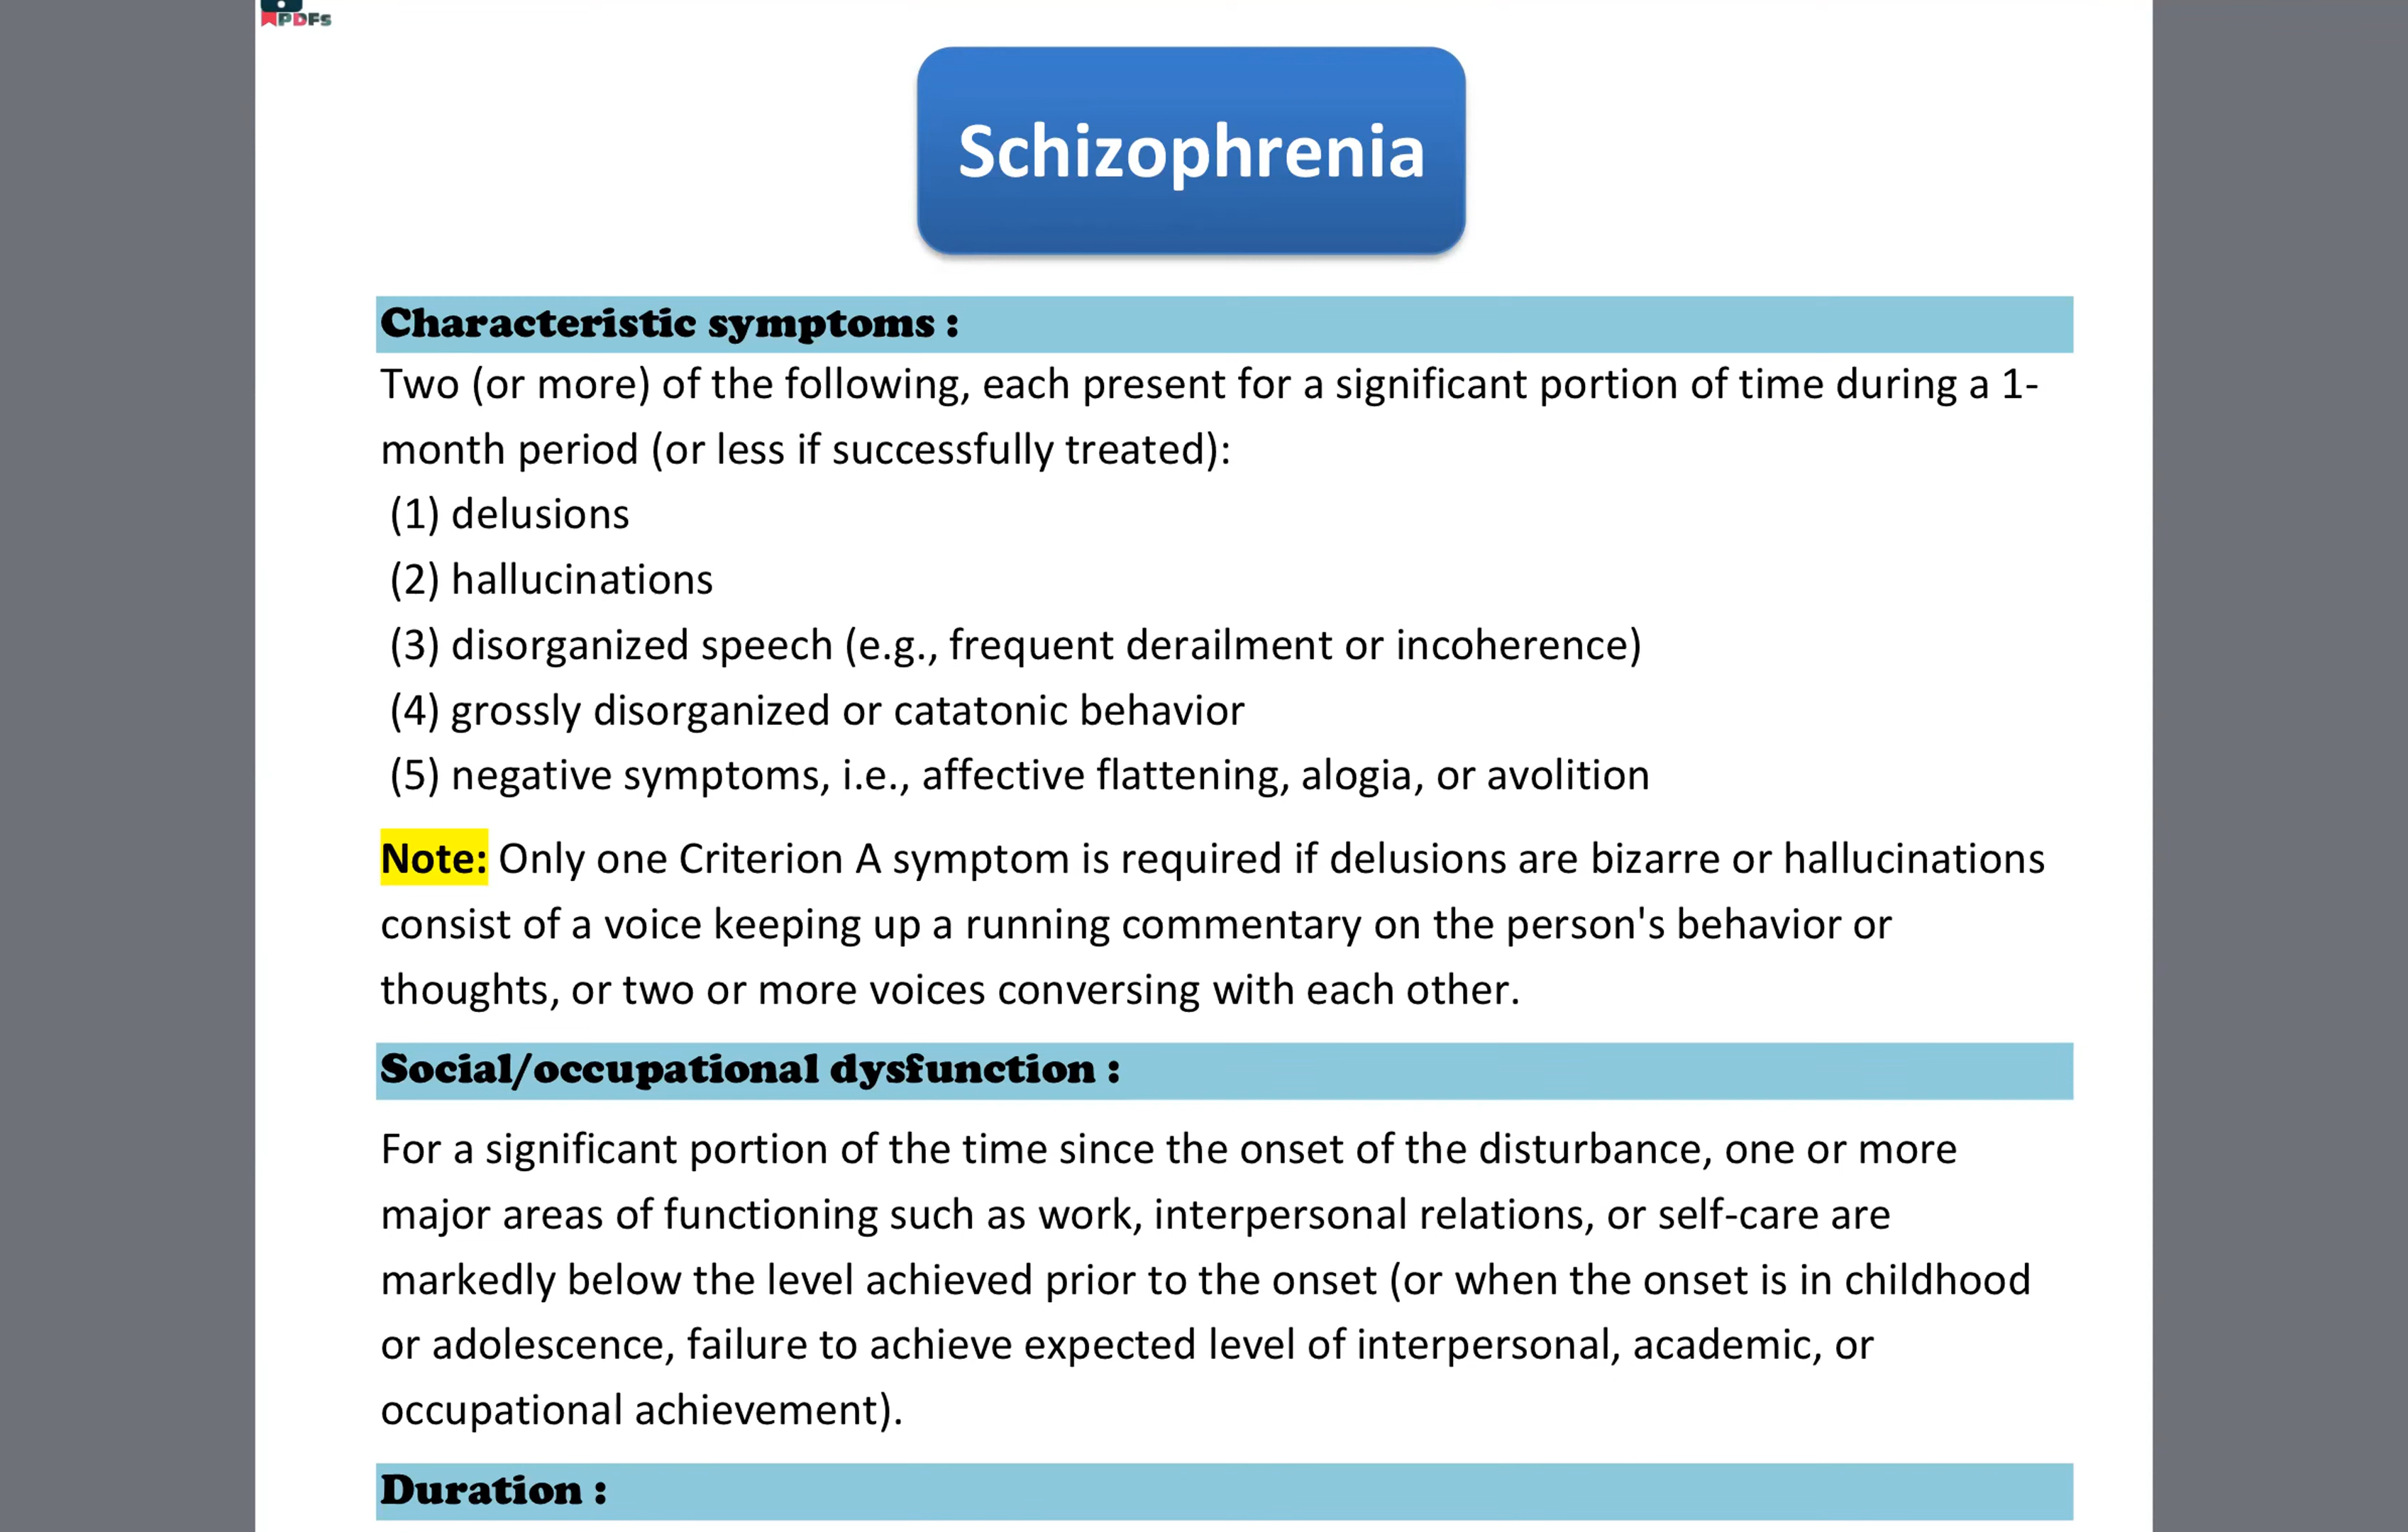 PDFs
Schizophrenia
Characteristic symptoms :
Two (or more) of the following, each present for a significant portion of time during a 1-
month period (or less if successfully treated):
(1) delusions
(2) hallucinations
(3) disorganized speech (e.g., frequent derailment or incoherence)
(4) grossly disorganized or catatonic behavior
(5) negative symptoms, i.e., affective flattening, alogia, or avolition
Note: Only one Criterion A symptom is required if delusions are bizarre or hallucinations
consist of a voice keeping up a running commentary on the person's behavior or
thoughts, or two or more voices conversing with each other.
Social/occupational dysfunction :
For a significant portion of the time since the onset of the disturbance, one or more
major areas of functioning such as work, interpersonal relations, or self-care are
markedly below the level achieved prior to the onset (or when the onset is in childhood
or adolescence, failure to achieve expected level of interpersonal, academic, or
occupational achievement).
Duration :